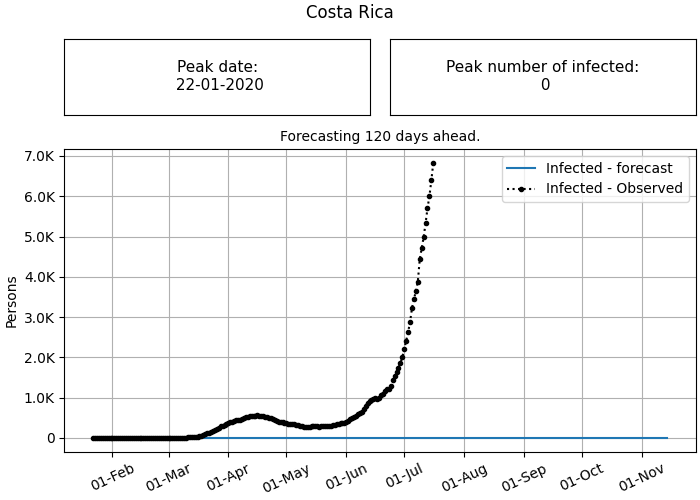 Costa Rica
Peak date:
22-01-2020
Peak number of infected:
0
Forecasting 120 days ahead.
Infected - forecast
Infected - Observed
Persons
7.0K
6.0K
5.0K
4.0K
3.0K
2.0K
1.0K
0
01-Feb
01-Mar
01-Apr
01-May
01-Jun
01-Jul
01-Aug
01-Sep
01-Oct
01-Nov